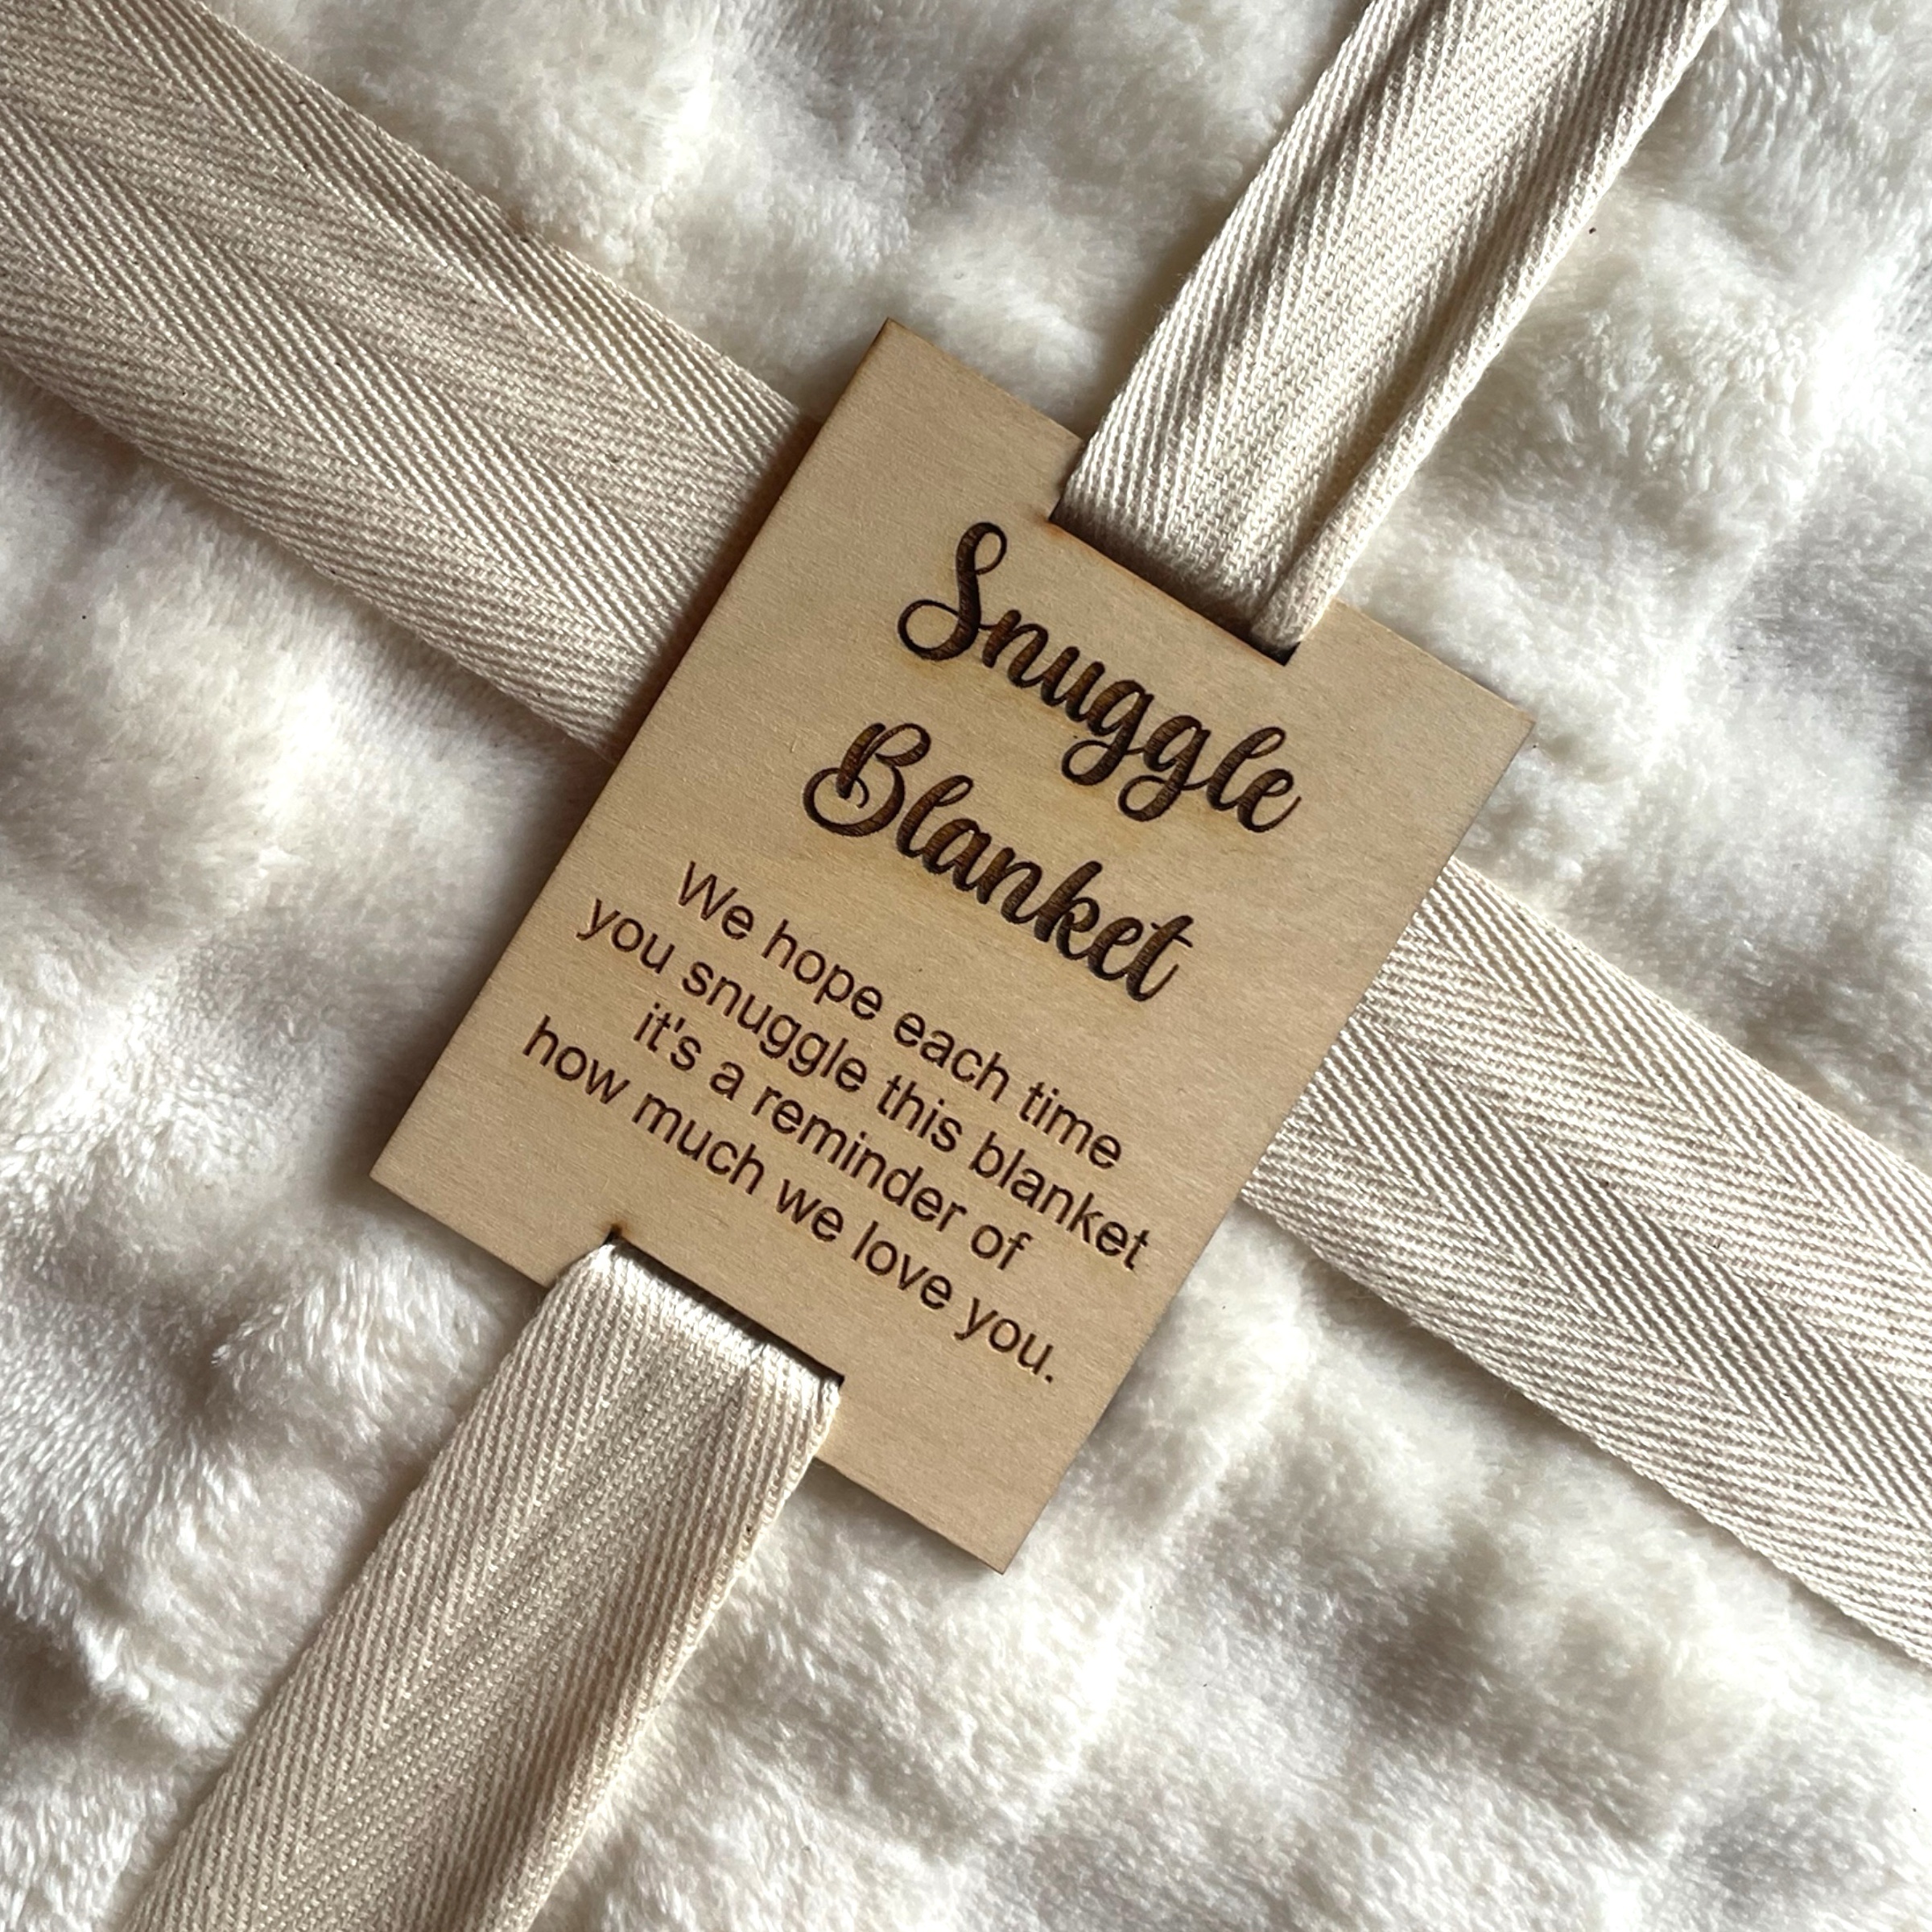 Snuggle
Blanket
We hope each time
you snuggle this blanket
it's a reminder of
how much we love you.